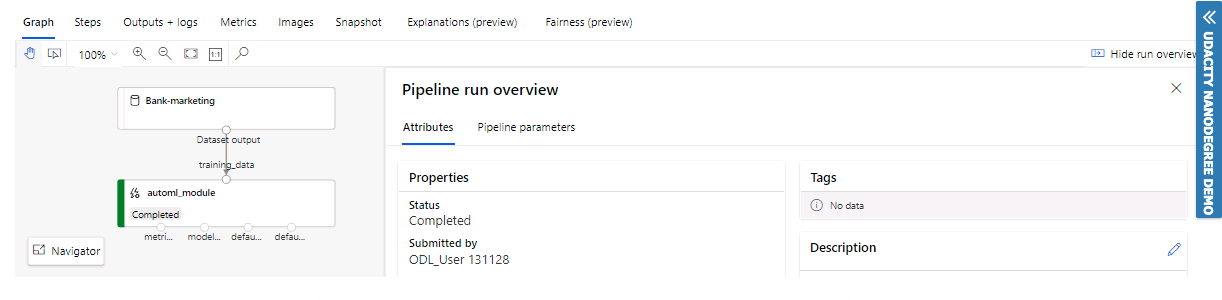 Graph Steps Outputs + logs Metrics Images Snapshot Explanations (preview) Fairness (preview)
100%
1:1
Hide run overview
Bank-marketing
Dataset output
training_data
automl_module
Completed
metri... model... defau... defau...
Navigator
Pipeline run overview
Attributes Pipeline parameters
Properties
Status
Completed
Submitted by
ODL_User 131128
Tags
No data
Description
UDACITY NANODEGREE DEMO